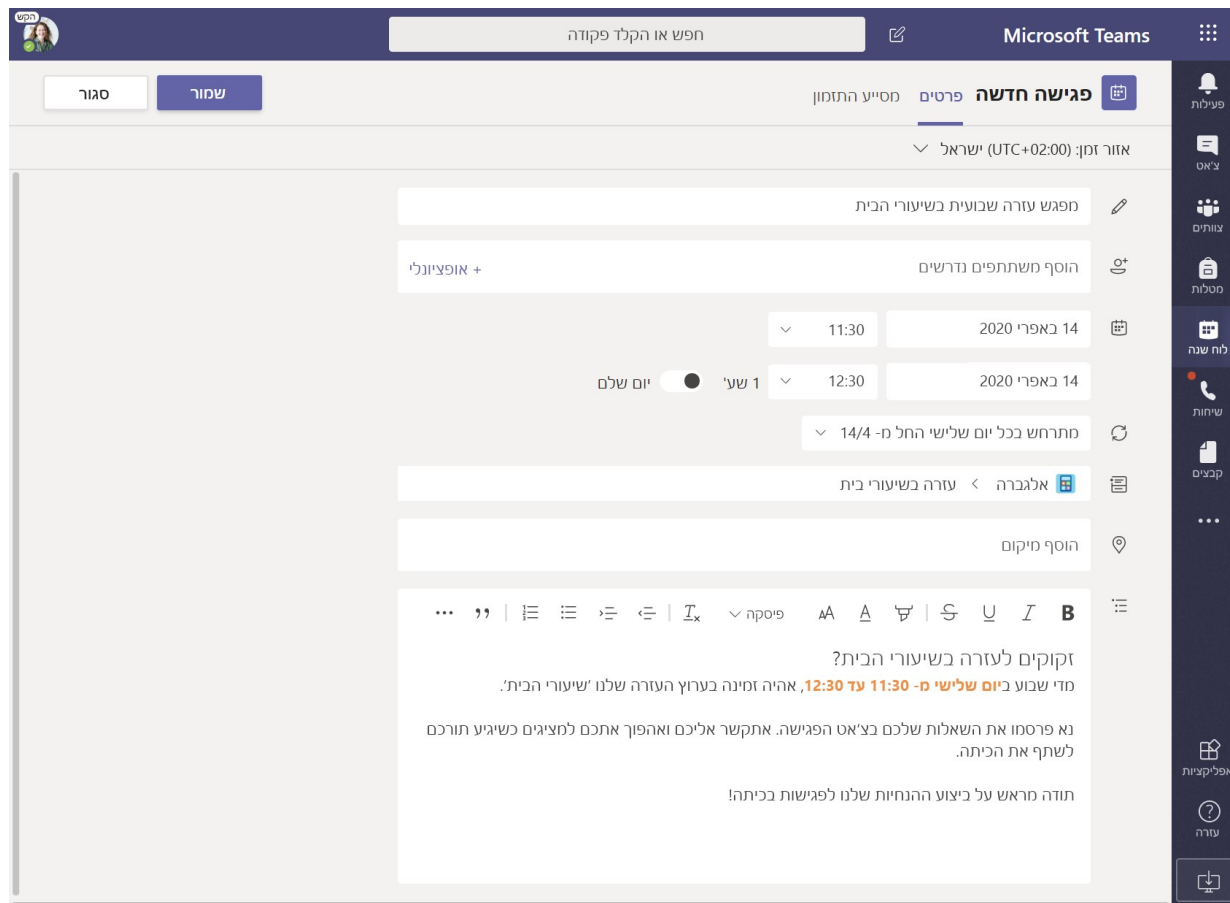 Microsoft Teams
חפש או הקלד פקודה
הקש
פגישה חדשה פרטים מסייע התזמון
שמור
סגור
אזור זמן: (UTC+02:00) ישראל
פעילות
צ'אט
צוותים
מטלות
לוח שנה
שיחות
קבצים
אפליקציות
עזרה
מפגש עזרה שבועית בשיעורי הבית
הוסף משתתפים נדרשים
+ אופציונלי
14 באפרי 2020 11:30
14 באפרי 2020 12:30 1 שע' יום שלם
מתרחש בכל יום שלישי החל מ- 14/4
אלגברה > עזרה בשיעורי בית
הוסף מיקום
B I U S A AA פיסקה
זקוקים לעזרה בשיעורי הבית?
מדי שבוע ביום שלישי מ- 11:30 עד 12:30, אהיה זמינה בערוץ העזרה שלנו 'שיעורי הבית'.
נא פרסמו את השאלות שלכם בצ'אט הפגישה. אתקשר אליכם ואהפוך אתכם למציגים כשיגיע תורכם
לשתף את הכיתה.
תודה מראש על ביצוע ההנחיות שלנו לפגישות בכיתה!